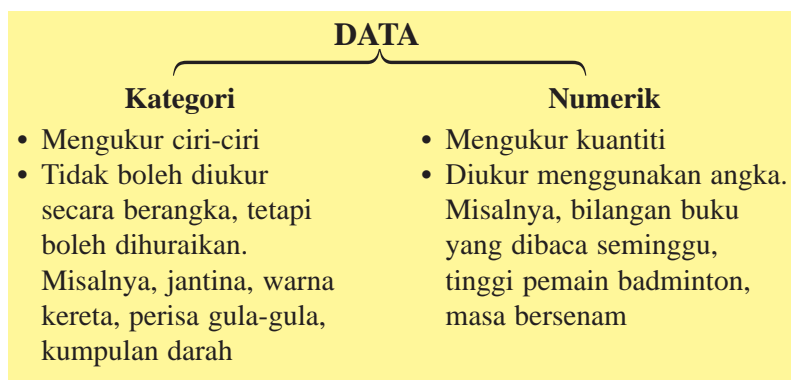 DATA
Kategori
• Mengukur ciri-ciri
• Tidak boleh diukur
secara berangka, tetapi
boleh dihuraikan.
Misalnya, jantina, warna
kereta, perisa gula-gula,
kumpulan darah
Numerik
• Mengukur kuantiti
• Diukur menggunakan angka.
Misalnya, bilangan buku
yang dibaca seminggu,
tinggi pemain badminton,
masa bersenam